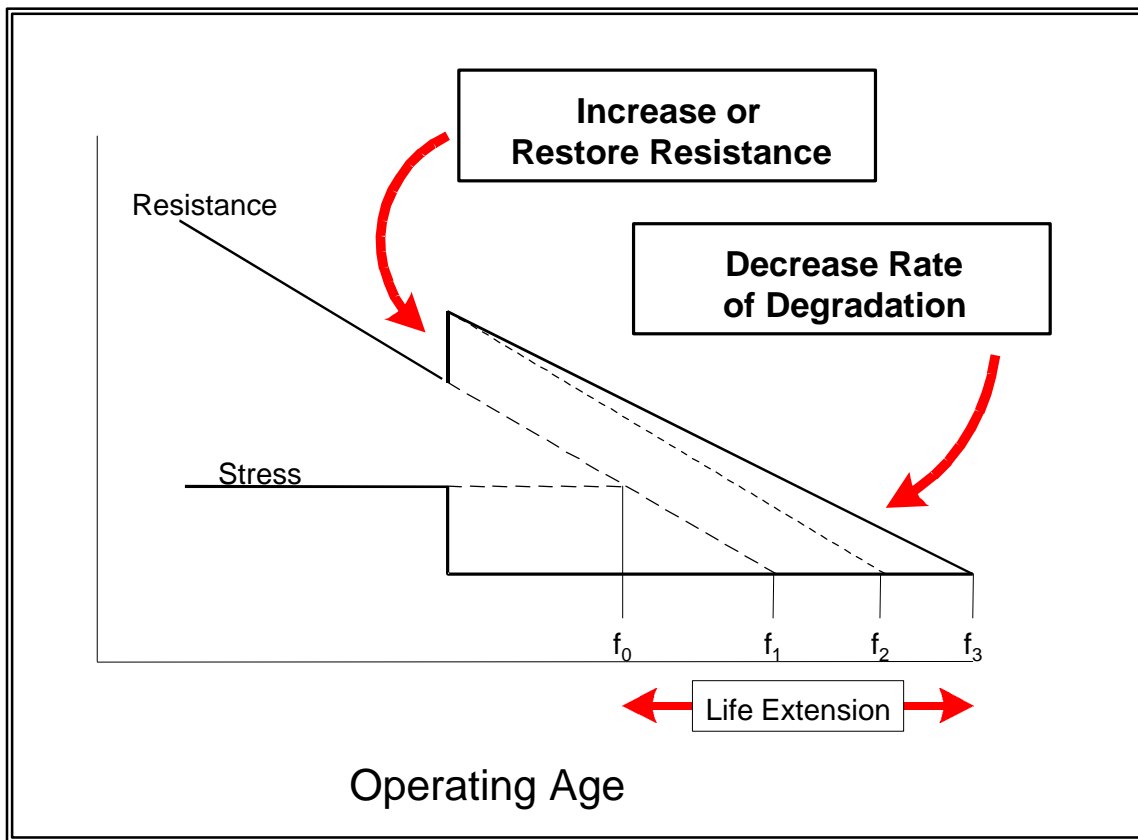 Increase or
Restore Resistance
Resistance
Decrease Rate
of Degradation
Stress
f₀ f₁ f₂ f₃
Life Extension
Operating Age